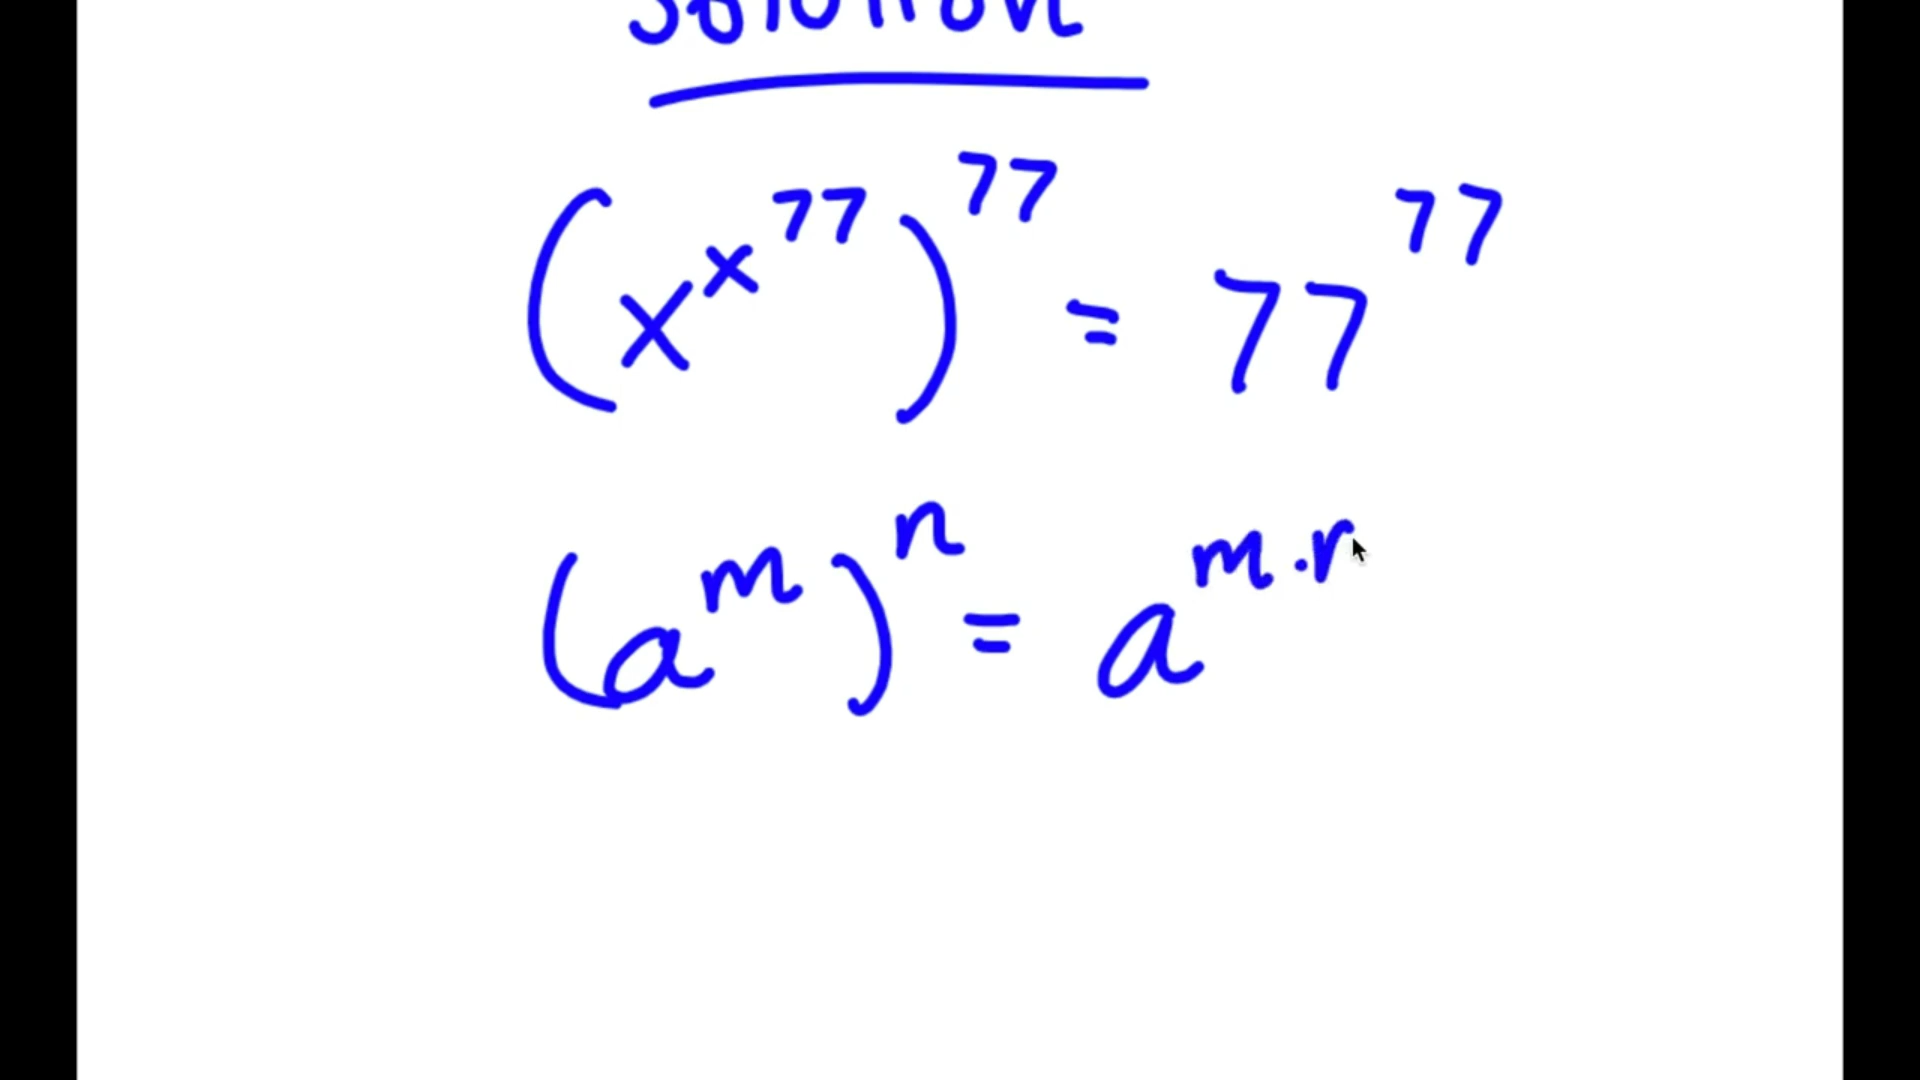 (x^x^77)^77 = 77^77
(a^m)^n = a^m·r